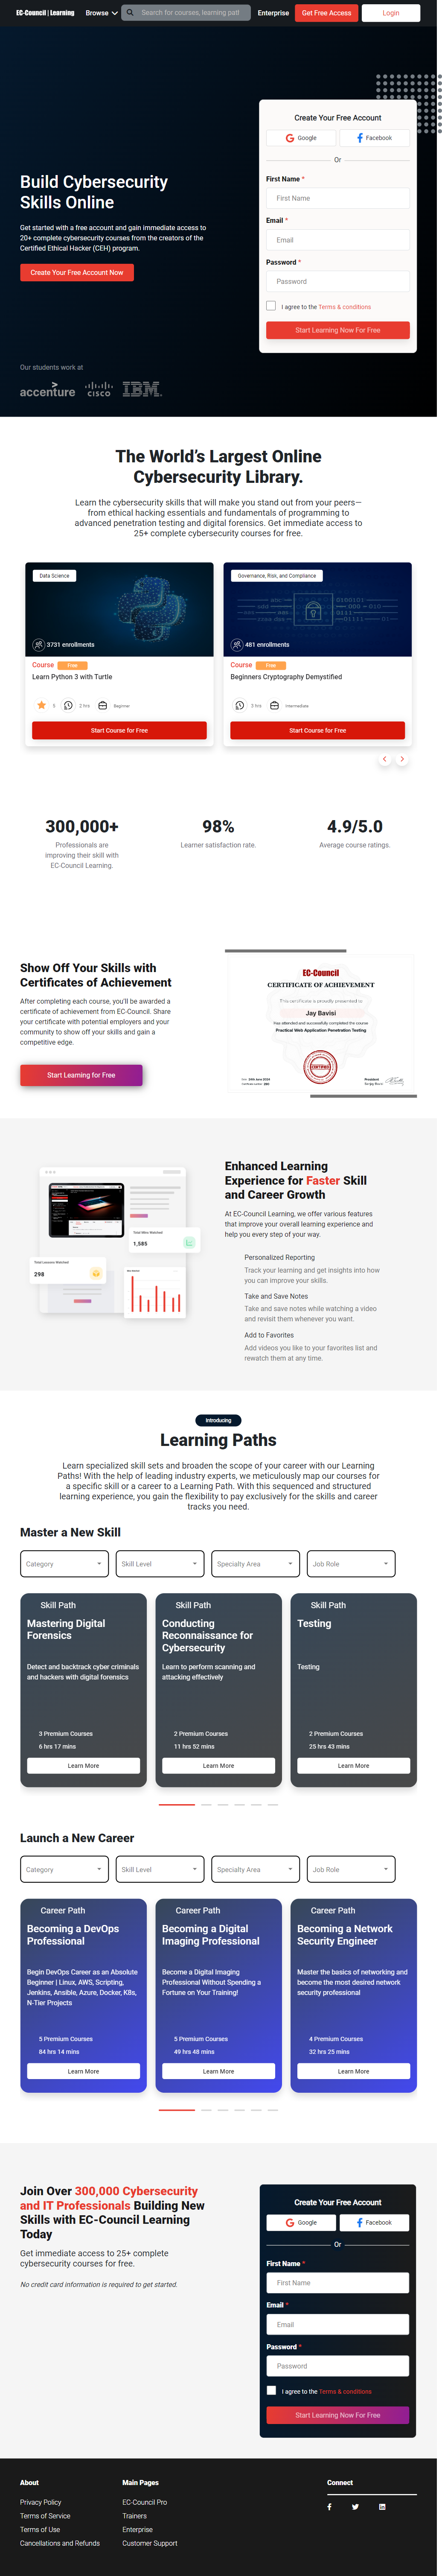 EC-Council | Learning
Browse
Search for courses, learning path
Enterprise
Get Free Access
Login
Build Cybersecurity
Skills Online
Get started with a free account and gain immediate access to
20+ complete cybersecurity courses from the creators of the
Certified Ethical Hacker (CEH) program.
Create Your Free Account Now
Our students work at
accenture
CISCO
IBM
Create Your Free Account
Google
Facebook
Or
First Name *
First Name
Email *
Email
Password *
Password
I agree to the Terms & conditions
Start Learning Now For Free
The World's Largest Online
Cybersecurity Library.
Learn the cybersecurity skills that will make you stand out from your peers—
from ethical hacking essentials and fundamentals of programming to
advanced penetration testing and digital forensics. Get immediate access to
25+ complete cybersecurity courses for free.
Data Science
3731 enrollments
Course Free
Learn Python 3 with Turtle
5 2 hrs Beginner
Start Course for Free
Governance, Risk, and Compliance
481 enrollments
Course Free
Beginners Cryptography Demystified
3 hrs Intermediate
Start Course for Free
300,000+
Professionals are
improving their skill with
EC-Council Learning.
98%
Learner satisfaction rate.
4.9/5.0
Average course ratings.
Show Off Your Skills with
Certificates of Achievement
After completing each course, you'll be awarded a
certificate of achievement from EC-Council. Share
your certificate with potential employers and your
community to show off your skills and gain a
competitive edge.
Start Learning for Free
EC-Council
CERTIFICATE OF ACHIEVEMENT
This certificate is proudly presented to
Jay Bavisi
Has attended and successfully completed the course
Practical Web Application Penetration Testing
CERTIFIED
President
Enhanced Learning
Experience for Faster Skill
and Career Growth
At EC-Council Learning, we offer various features
that improve your overall learning experience and
help you every step of your way.
Personalized Reporting
Track your learning and get insights into how
you can improve your skills.
Take and Save Notes
Take and save notes while watching a video
and revisit them whenever you want.
Add to Favorites
Add videos you like to your favorites list and
rewatch them at any time.
Total Mins Watched
1,585
Total Lessons Watched
298
Introducing
Learning Paths
Learn specialized skill sets and broaden the scope of your career with our Learning
Paths! With the help of leading industry experts, we meticulously map our courses for
a specific skill or a career to a Learning Path. With this sequenced and structured
learning experience, you gain the flexibility to pay exclusively for the skills and career
tracks you need.
Master a New Skill
Category
Skill Level
Specialty Area
Job Role
Skill Path
Mastering Digital
Forensics
Detect and backtrack cyber criminals
and hackers with digital forensics
3 Premium Courses
6 hrs 17 mins
Learn More
Skill Path
Conducting
Reconnaissance for
Cybersecurity
Learn to perform scanning and
attacking effectively
2 Premium Courses
11 hrs 52 mins
Learn More
Skill Path
Testing
Testing
2 Premium Courses
25 hrs 43 mins
Learn More
Launch a New Career
Category
Skill Level
Specialty Area
Job Role
Career Path
Becoming a DevOps
Professional
Begin DevOps Career as an Absolute
Beginner | Linux, AWS, Scripting,
Jenkins, Ansible, Azure, Docker, K8s,
N-Tier Projects
5 Premium Courses
84 hrs 14 mins
Learn More
Career Path
Becoming a Digital
Imaging Professional
Become a Digital Imaging
Professional Without Spending a
Fortune on Your Training!
5 Premium Courses
49 hrs 48 mins
Learn More
Career Path
Becoming a Network
Security Engineer
Master the basics of networking and
become the most desired network
security professional
4 Premium Courses
32 hrs 25 mins
Learn More
Join Over 300,000 Cybersecurity
and IT Professionals Building New
Skills with EC-Council Learning
Today
Get immediate access to 25+ complete
cybersecurity courses for free.
No credit card information is required to get started.
Create Your Free Account
Google
Facebook
Or
First Name *
First Name
Email *
Email
Password *
Password
I agree to the Terms & conditions
Start Learning Now For Free
About
Privacy Policy
Terms of Service
Terms of Use
Cancellations and Refunds
Main Pages
EC-Council Pro
Trainers
Enterprise
Customer Support
Connect